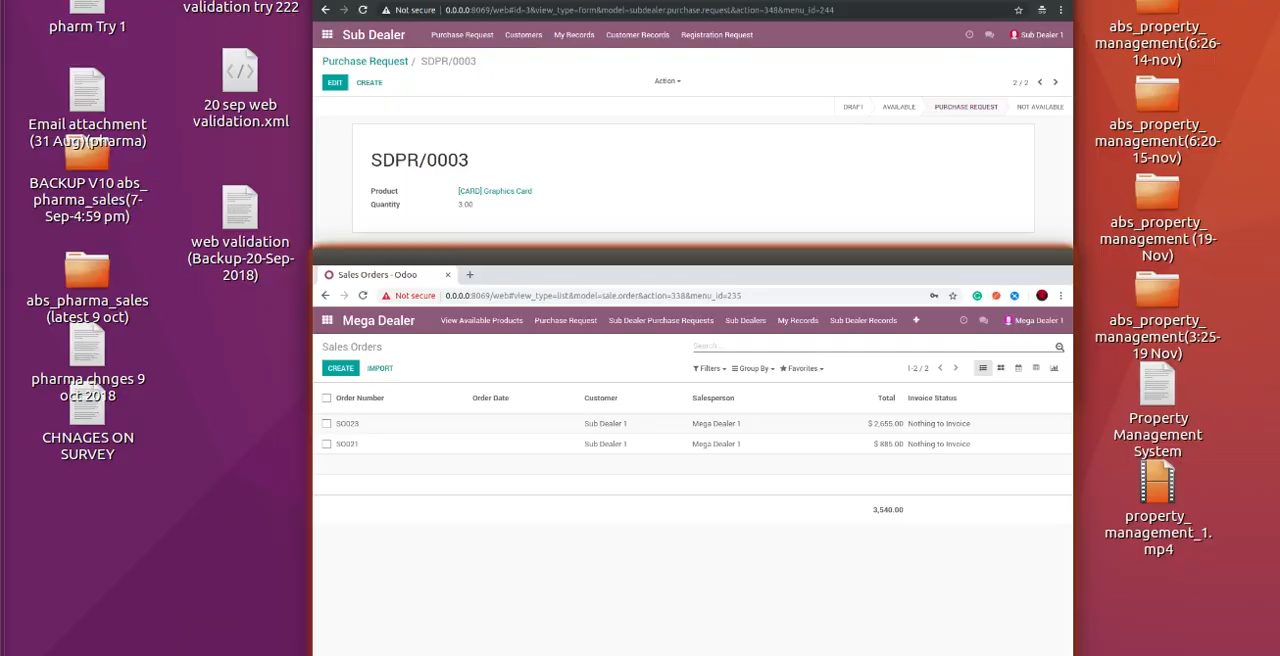 pharm Try 1
validation try 222
Email attachment
(31 Aug)(pharma)
20 sep web
validation.xml
BACKUP V10 abs_
pharma_sales(7-
Sep-4:59 pm)
web validation
(Backup-20-Sep-
2018)
abs_pharma_sales
(latest 9 oct)
pharma chnges 9
oct 2018
CHNAGES ON
SURVEY
Not secure | 0.0.0.0:8069/web#id=3&view_type=form&model=subdealer.purchase.request&action=348&menu_id=244
Sub Dealer Purchase Request Customers My Records Customer Records Registration Request Sub Dealer 1
Purchase Request / SDPR/0003
EDIT CREATE Action 2 / 2
DRAFT AVAILABLE PURCHASE REQUEST NOT AVAILABLE
SDPR/0003
Product [CARD] Graphics Card
Quantity 3.00
Sales Orders - Odoo
Not secure | 0.0.0.0:8069/web#view_type=list&model=sale.order&action=338&menu_id=235
Mega Dealer View Available Products Purchase Request Sub Dealer Purchase Requests Sub Dealers My Records Sub Dealer Records Mega Dealer 1
Sales Orders Search...
CREATE IMPORT Filters Group By Favorites 1-2 / 2
Order Number Order Date Customer Salesperson Total Invoice Status
SO023 Sub Dealer 1 Mega Dealer 1 $ 2,655.00 Nothing to Invoice
SO021 Sub Dealer 1 Mega Dealer 1 $ 885.00 Nothing to Invoice
3,540.00
abs_property_
management(6:26-
14-nov)
abs_property_
management(6:20-
15-nov)
abs_property_
management (19-
Nov)
abs_property_
management(3:25-
19 Nov)
Property
Management
System
property_
management_1.
mp4